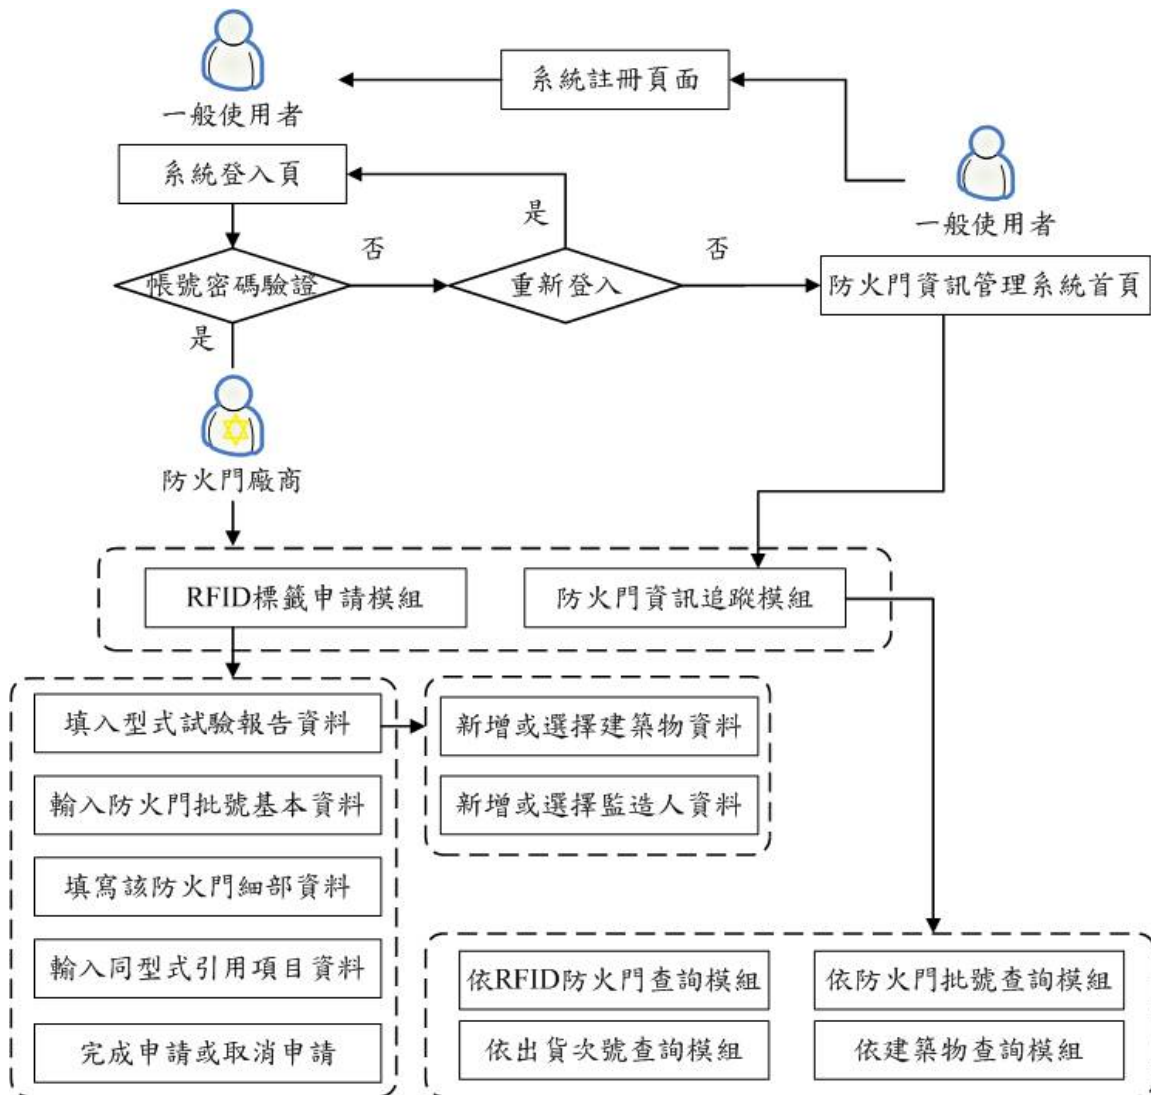 系統註冊頁面
一般使用者
系統登入頁
一般使用者
是
否
否
帳號密碼驗證
重新登入
防火門資訊管理系統首頁
是
防火門廠商
RFID標籤申請模組
防火門資訊追蹤模組
填入型式試驗報告資料
新增或選擇建築物資料
輸入防火門批號基本資料
新增或選擇監造人資料
填寫該防火門細部資料
輸入同型式引用項目資料
依RFID防火門查詢模組
依防火門批號查詢模組
完成申請或取消申請
依出貨次號查詢模組
依建築物查詢模組